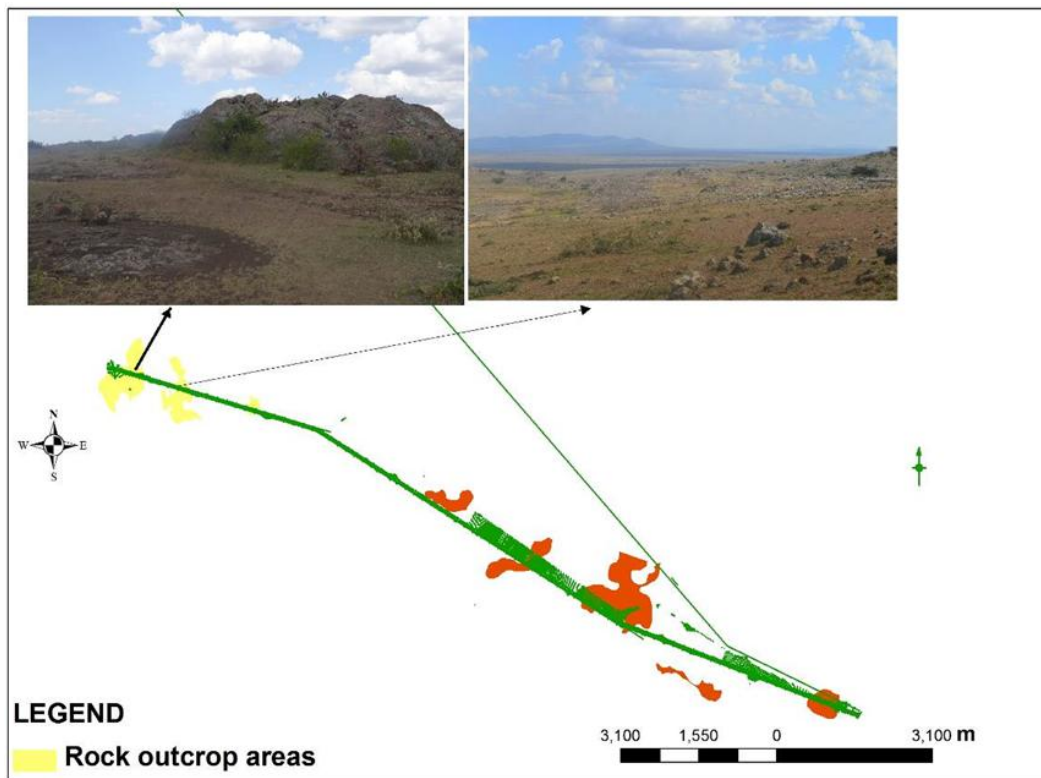 N
W E
S
LEGEND
Rock outcrop areas
3,100 1,550 0 3,100 m